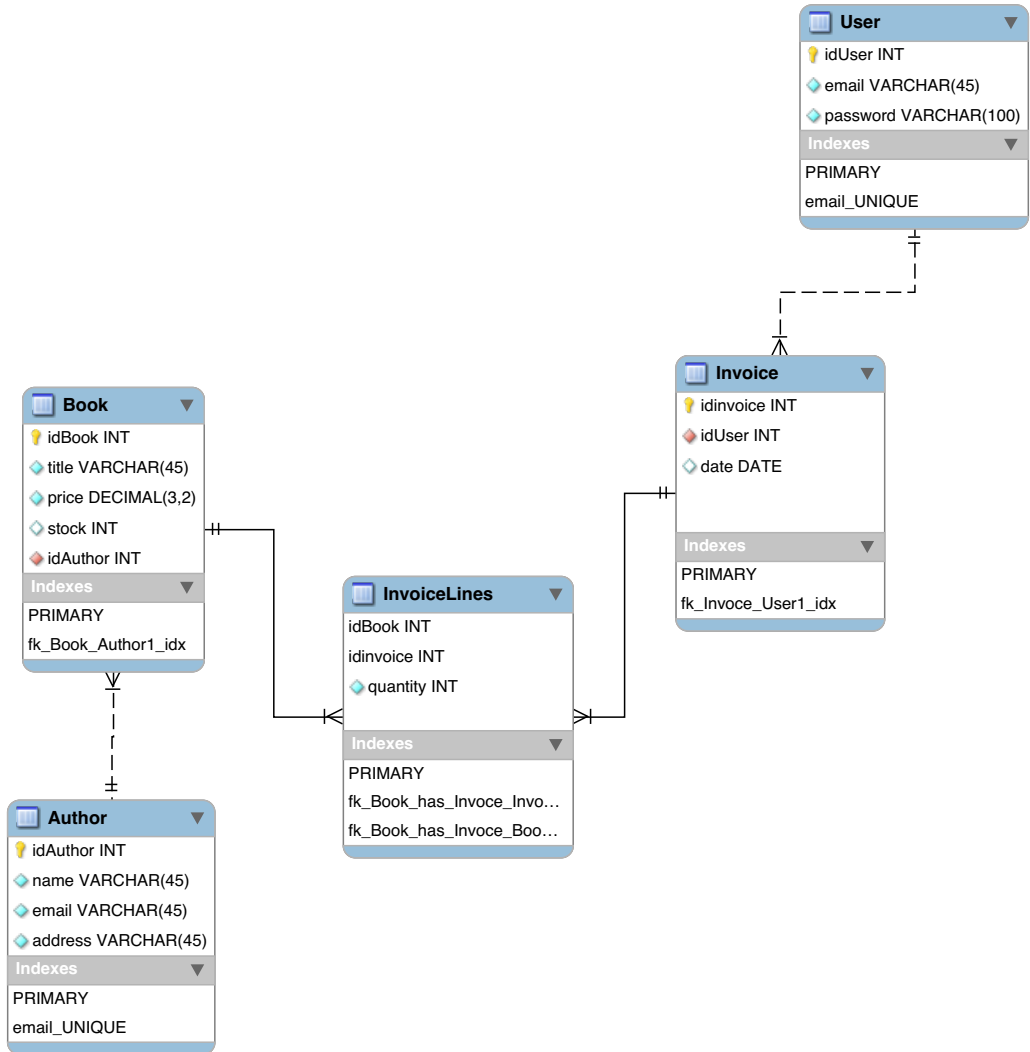 User
idUser INT
email VARCHAR(45)
password VARCHAR(100)
Indexes
PRIMARY
email_UNIQUE
Invoice
idinvoice INT
idUser INT
date DATE
Indexes
PRIMARY
fk_Invoce_User1_idx
Book
idBook INT
title VARCHAR(45)
price DECIMAL(3,2)
stock INT
idAuthor INT
Indexes
PRIMARY
fk_Book_Author1_idx
InvoiceLines
idBook INT
idinvoice INT
quantity INT
Indexes
PRIMARY
fk_Book_has_Invoce_Invo...
fk_Book_has_Invoce_Boo...
Author
idAuthor INT
name VARCHAR(45)
email VARCHAR(45)
address VARCHAR(45)
Indexes
PRIMARY
email_UNIQUE